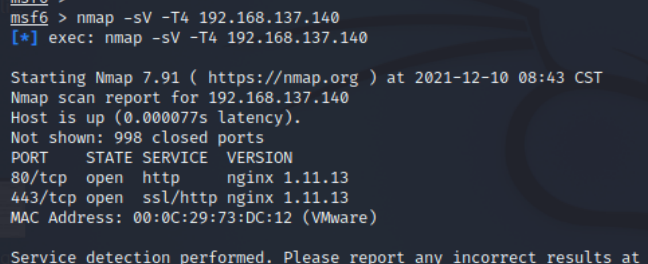 msf6 >
msf6 > nmap -sV -T4 192.168.137.140
[*] exec: nmap -sV -T4 192.168.137.140
Starting Nmap 7.91 ( https://nmap.org ) at 2021-12-10 08:43 CST
Nmap scan report for 192.168.137.140
Host is up (0.000077s latency).
Not shown: 998 closed ports
PORT STATE SERVICE VERSION
80/tcp open http nginx 1.11.13
443/tcp open ssl/http nginx 1.11.13
MAC Address: 00:0C:29:73:DC:12 (VMware)
Service detection performed. Please report any incorrect results at